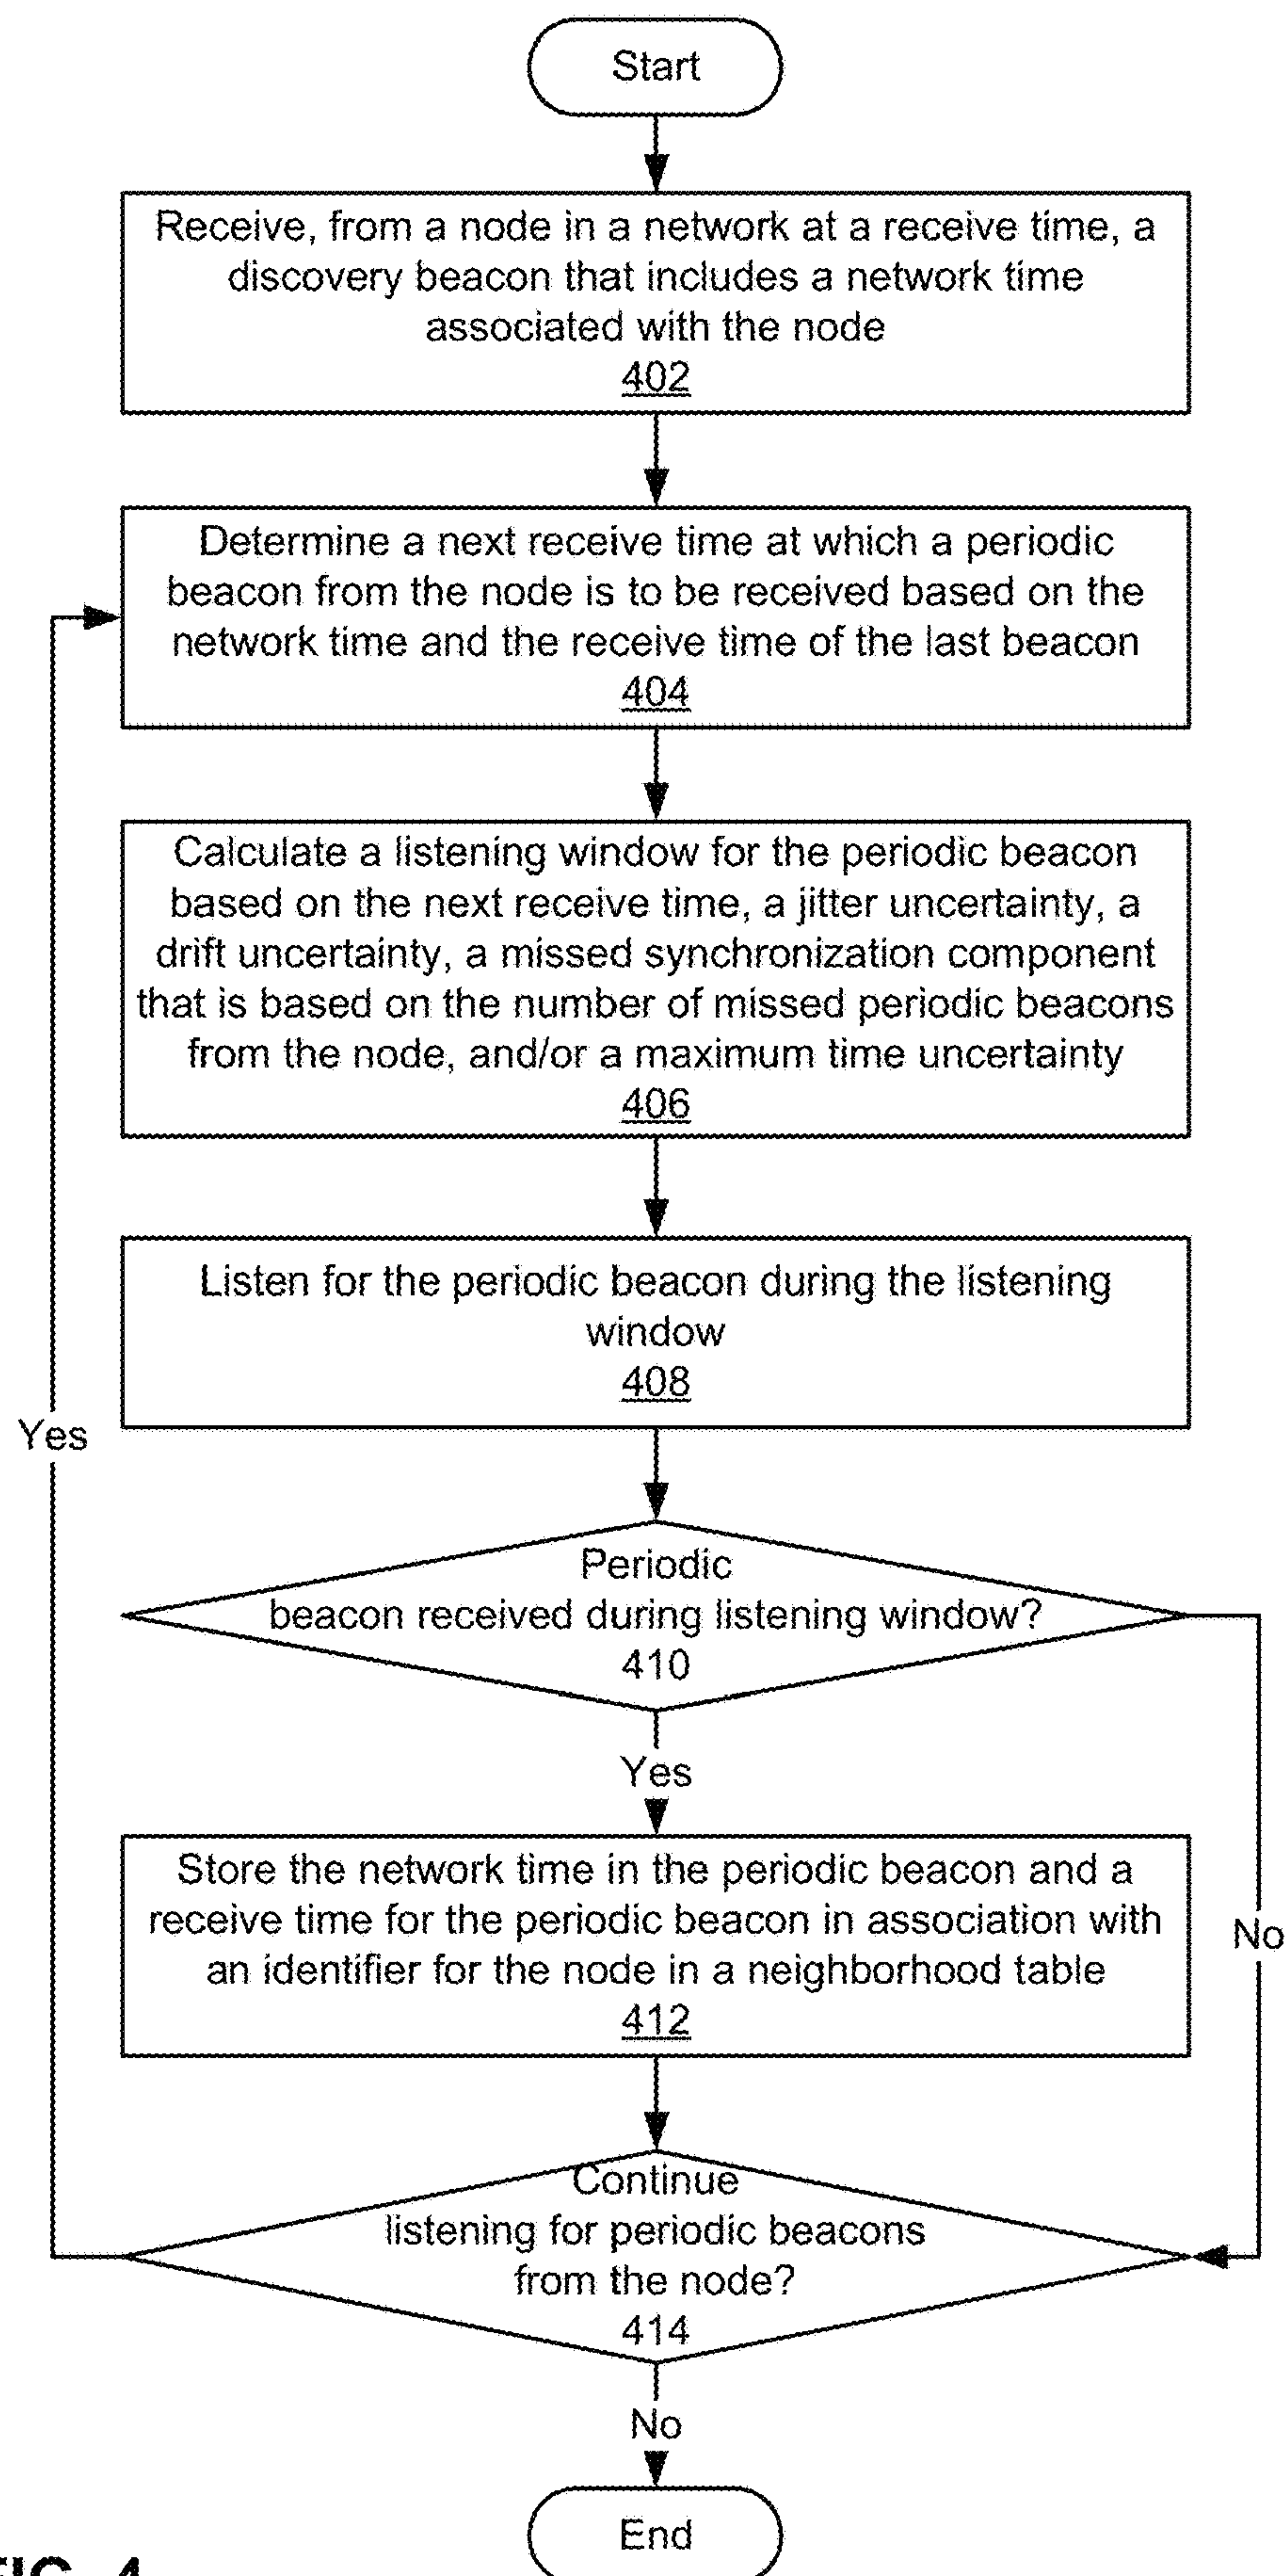 Start
Receive, from a node in a network at a receive time, a
discovery beacon that includes a network time
associated with the node
402
Determine a next receive time at which a periodic
beacon from the node is to be received based on the
network time and the receive time of the last beacon
404
Calculate a listening window for the periodic beacon
based on the next receive time, a jitter uncertainty, a
drift uncertainty, a missed synchronization component
that is based on the number of missed periodic beacons
from the node, and/or a maximum time uncertainty
406
Listen for the periodic beacon during the listening
window
408
Yes
Periodic
beacon received during listening window?
410
Yes
Store the network time in the periodic beacon and a
receive time for the periodic beacon in association with
an identifier for the node in a neighborhood table
412
No
Continue
listening for periodic beacons
from the node?
414
No
End
FIG. 4